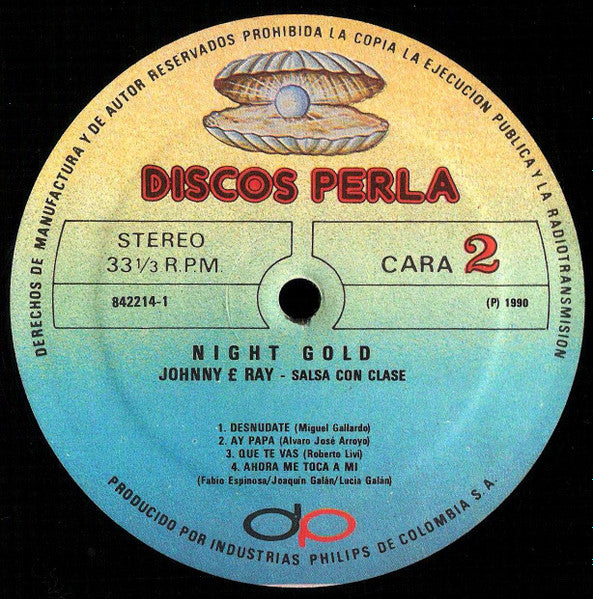 DERECHOS DE MANUFACTURA Y DE AUTOR RESERVADOS PROHIBIDA LA COPIA LA EJECUCION PUBLICA Y LA RADIOTRANSMISION
DISCOS PERLA
STEREO
33 1/3 R.P.M.
CARA 2
842214-1
(P) 1990
NIGHT GOLD
JOHNNY £ RAY - SALSA CON CLASE
1. DESNUDATE (Miguel Gallardo)
2. AY PAPA (Alvaro José Arroyo)
3. QUE TE VAS (Roberto Livi)
4. AHORA ME TOCA A MI
(Fabio Espinosa/Joaquín Galán/Lucia Galán)
dp
PRODUCIDO POR INDUSTRIAS PHILIPS DE COLOMBIA S.A.